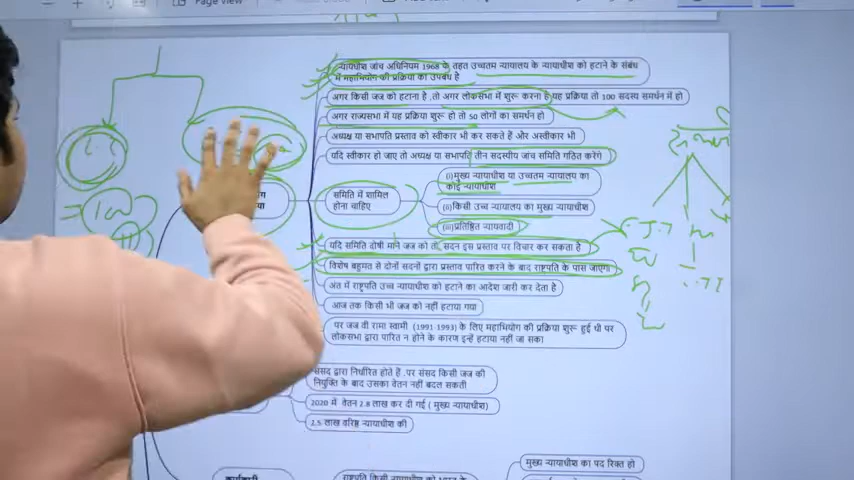 Page View
न्यायधीश जांच अधिनियम 1968 के तहत उच्चतम न्यायालय के न्यायाधीश को हटाने के संबंध
में महाभियोग की प्रक्रिया का उपबंध है
अगर किसी जज को हटाना है ,तो अगर लोकसभा में शुरू करना है यह प्रक्रिया तो 100 सदस्य समर्थन में हो
अगर राज्यसभा में यह प्रक्रिया शुरू हो तो 50 लोगों का समर्थन हो
अध्यक्ष या सभापति प्रस्ताव को स्वीकार भी कर सकते हैं और अस्वीकार भी
यदि स्वीकार हो जाए तो अध्यक्ष या सभापति तीन सदस्यीय जांच समिति गठित करेंगे
समिति में शामिल
होना चाहिए
(i)मुख्य न्यायाधीश या उच्चतम न्यायालय का
कोई न्यायाधीश
(ii)किसी उच्च न्यायालय का मुख्य न्यायाधीश
(iii)प्रतिष्ठित न्यायवादी
यदि समिति दोषी माने जज को तो सदन इस प्रस्ताव पर विचार कर सकता है
विशेष बहुमत से दोनों सदनों द्वारा प्रस्ताव पारित करने के बाद राष्ट्रपति के पास जाएगा
अंत में राष्ट्रपति उच्च न्यायाधीश को हटाने का आदेश जारी कर देता है
आज तक किसी भी जज को नहीं हटाया गया
पर जज वी रामा स्वामी (1991-1993) के लिए महाभियोग की प्रक्रिया शुरू हुई थी पर
लोकसभा द्वारा पारित न होने के कारण इन्हें हटाया नहीं जा सका
संसद द्वारा निर्धारित होते हैं .पर संसद किसी जज की
नियुक्ति के बाद उसका वेतन नहीं बदल सकती
2020 में वेतन 2.8 लाख कर दी गई ( मुख्य न्यायाधीश)
2.5 लाख वरिष्ठ न्यायाधीश की
मुख्य न्यायाधीश का पद रिक्त हो